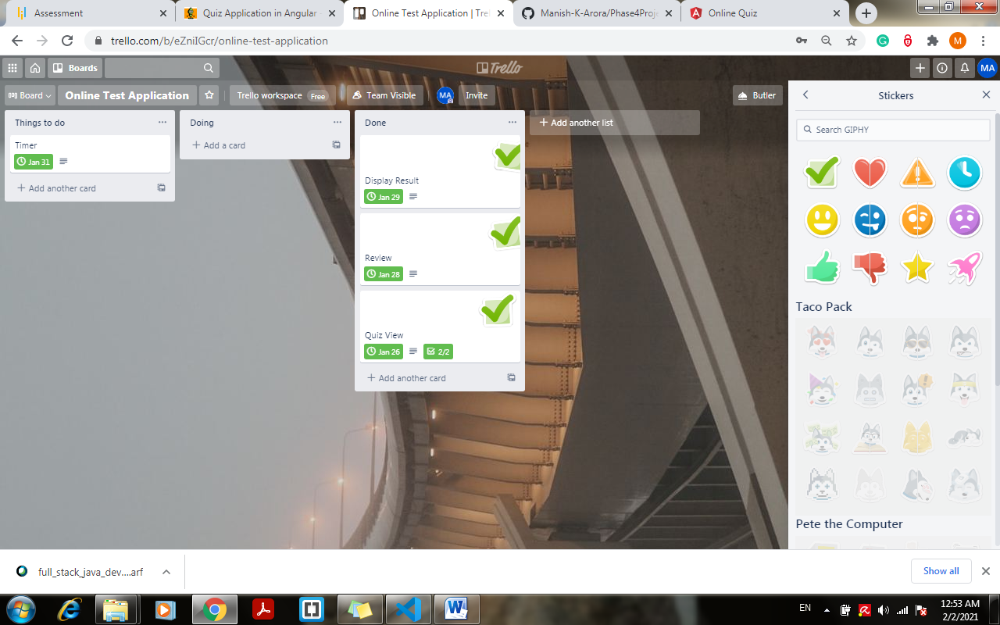 Assessment
Quiz Application in Angular
Online Test Application | Trel
Manish-K-Arora/Phase4Proje
Online Quiz
trello.com/b/eZniIGcr/online-test-application
M
Boards
Trello
MA
Board
Online Test Application
Trello workspace Free
Team Visible
MA
Invite
Butler
Things to do
Timer
Jan 31
Add another card
Doing
Add a card
Done
Display Result
Jan 29
Review
Jan 28
Quiz View
Jan 26
2/2
Add another card
Add another list
Stickers
Search GIPHY
Taco Pack
Pete the Computer
full_stack_java_dev....arf
Show all
EN
12:53 AM
2/2/2021